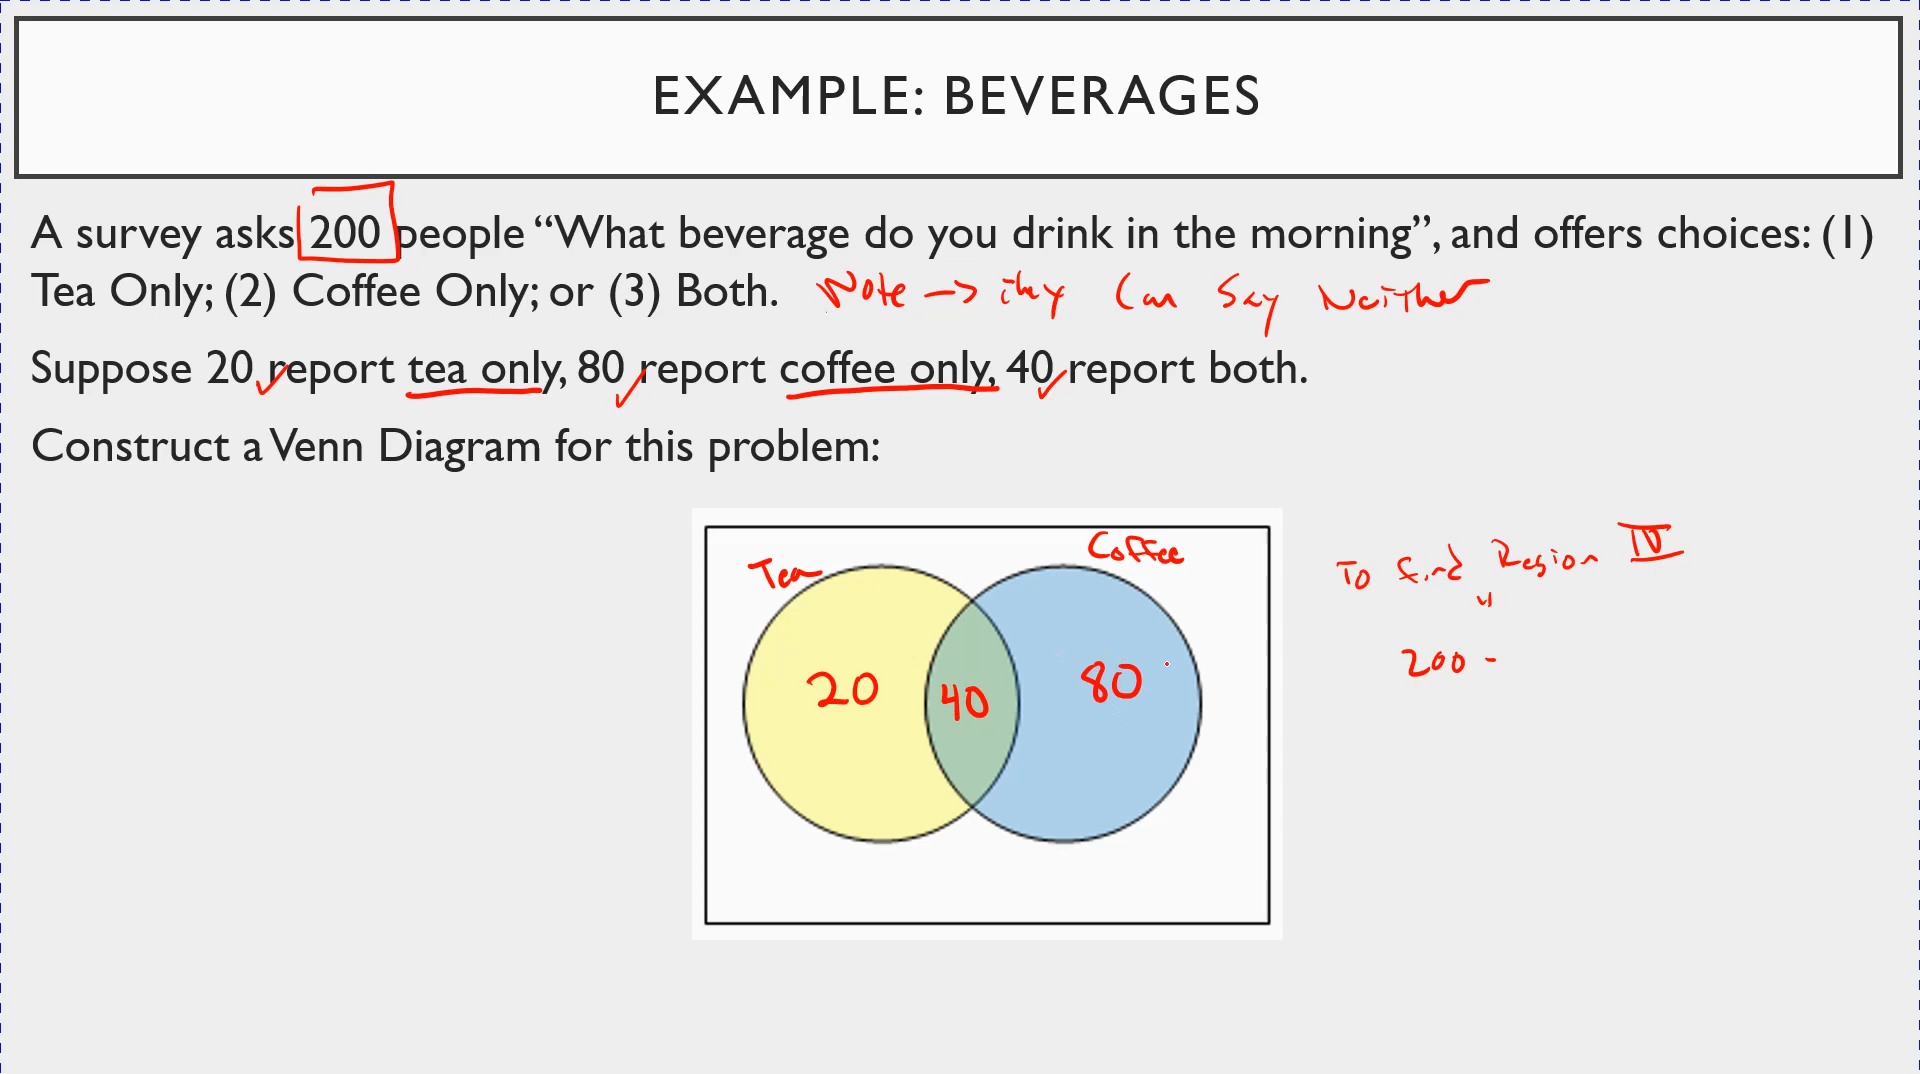 EXAMPLE: BEVERAGES
A survey asks 200 people “What beverage do you drink in the morning”, and offers choices: (1)
Tea Only; (2) Coffee Only; or (3) Both. Note -> they Can Say Neither
Suppose 20 report tea only, 80 report coffee only, 40 report both.
Construct a Venn Diagram for this problem:
Tea
Coffee
20
40
80
To find Region IV
200 -